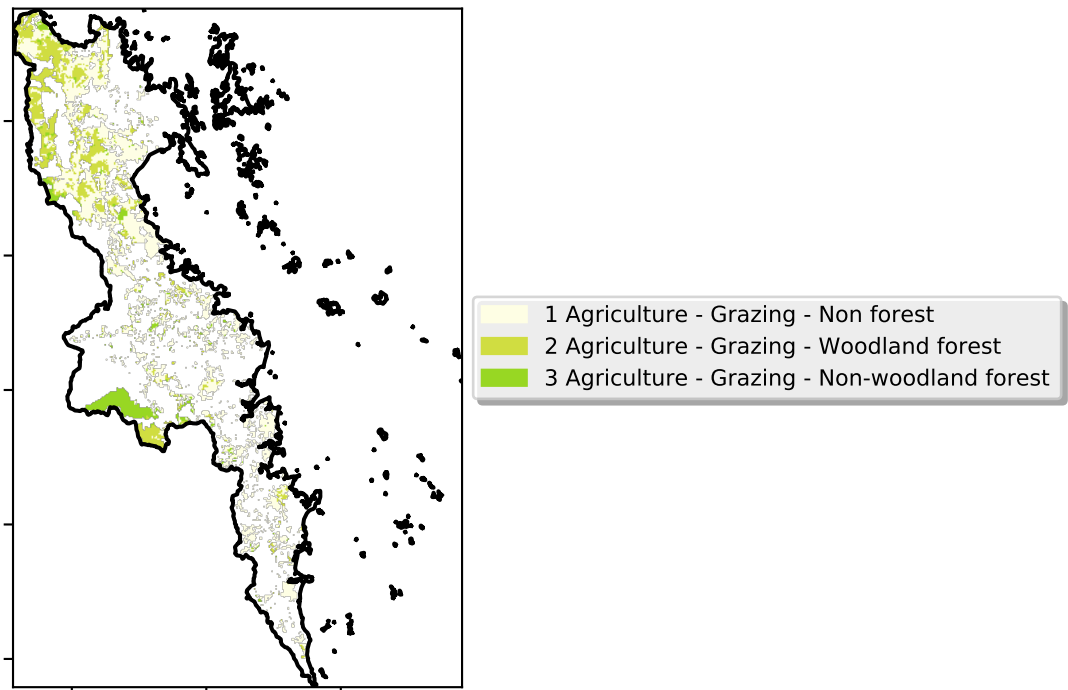 1 Agriculture - Grazing - Non forest
2 Agriculture - Grazing - Woodland forest
3 Agriculture - Grazing - Non-woodland forest